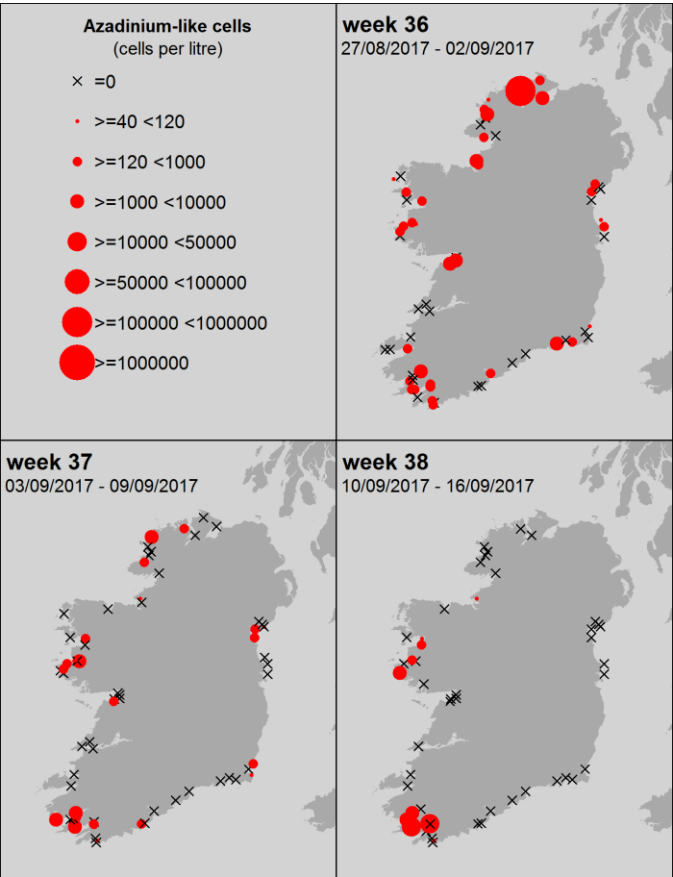 Azadinium-like cells
(cells per litre)
=0
>=40 <120
>=120 <1000
>=1000 <10000
>=10000 <50000
>=50000 <100000
>=100000 <1000000
>=1000000
week 36
27/08/2017 - 02/09/2017
week 37
03/09/2017 - 09/09/2017
week 38
10/09/2017 - 16/09/2017